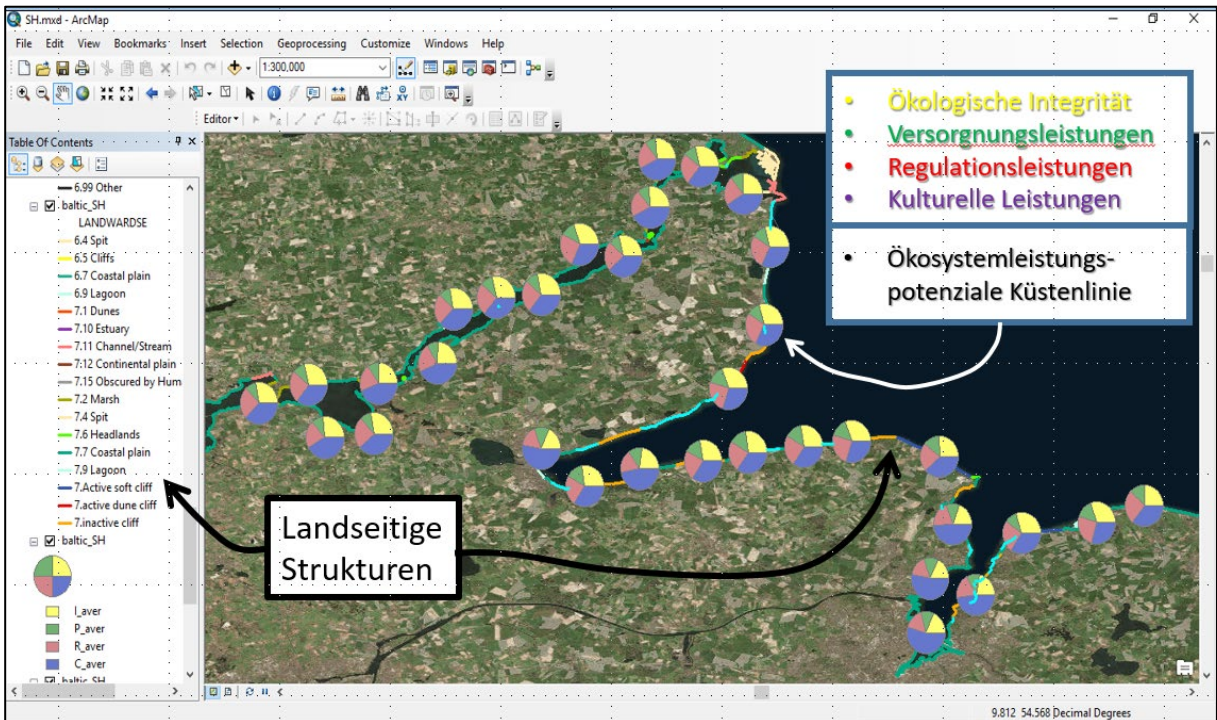 SH.mxd - ArcMap
File Edit View Bookmarks Insert Selection Geoprocessing Customize Windows Help
1:300,000
Editor
Table Of Contents
6.99 Other
baltic_SH
LANDWARDSE
6.4 Spit
6.5 Cliffs
6.7 Coastal plain
6.9 Lagoon
7.1 Dunes
7.10 Estuary
7.11 Channel/Stream
7:12 Continental plain
7.15 Obscured by Hum
7.2 Marsh
7.4 Spit
7.6 Headlands
7.7 Coastal plain
7.9 Lagoon
7.Active soft cliff
7.active dune cliff
7.inactive cliff
baltic_SH
I_aver
P_aver
R_aver
C_aver
baltic_SH
• Ökologische Integrität
• Versorgnungsleistungen
• Regulationsleistungen
• Kulturelle Leistungen
• Ökosystemleistungs-
potenziale Küstenlinie
Landseitige
Strukturen
9.812 54.568 Decimal Degrees